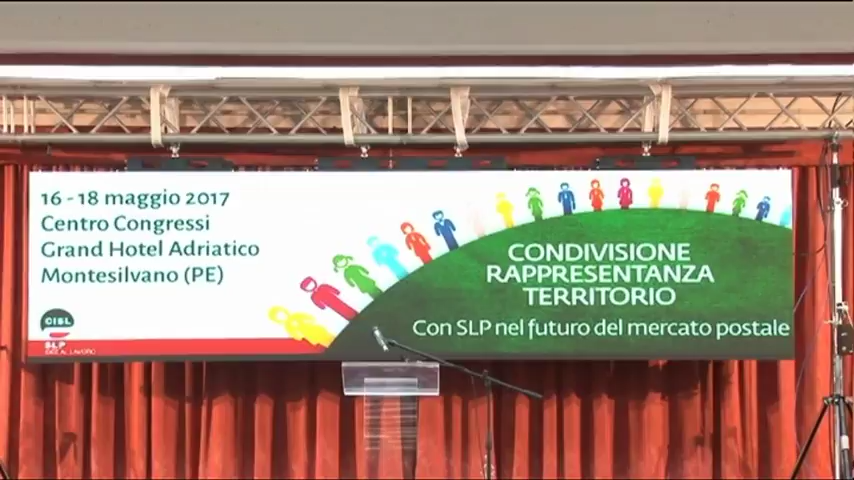 16 - 18 maggio 2017
Centro Congressi
Grand Hotel Adriatico
Montesilvano (PE)
CISL
SLP
CONDIVISIONE
RAPPRESENTANZA
TERRITORIO
Con SLP nel futuro del mercato postale